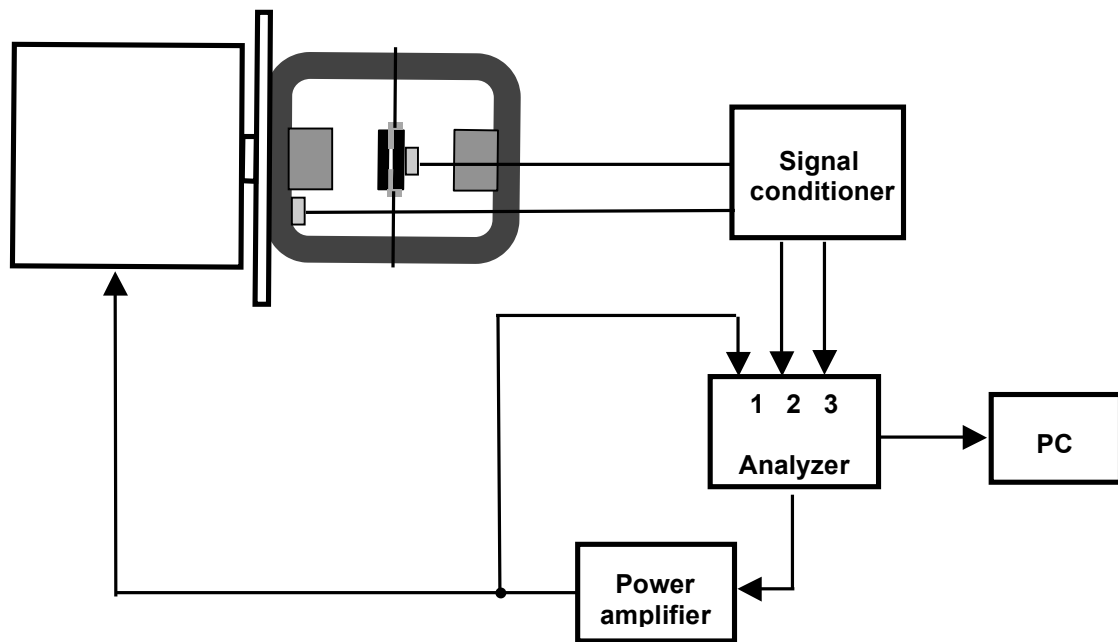 Signal
conditioner
1 2 3
Analyzer
PC
Power
amplifier